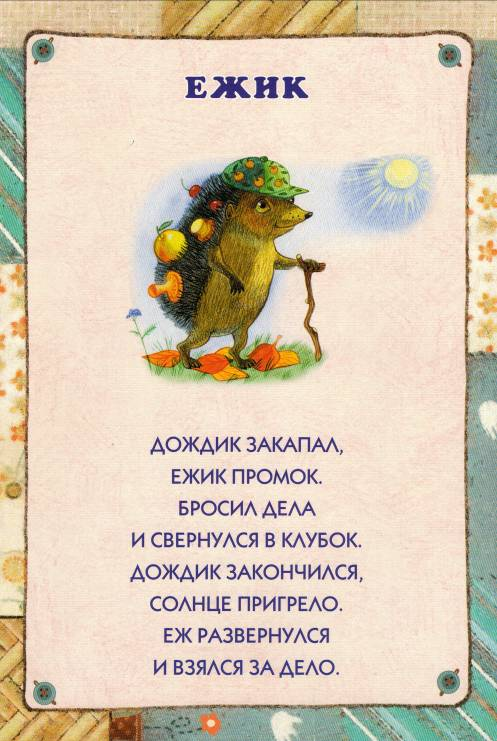 ЕЖИК
ДОЖДИК ЗАКАПАЛ,
ЕЖИК ПРОМОК.
БРОСИЛ ДЕЛА
И СВЕРНУЛСЯ В КЛУБОК.
ДОЖДИК ЗАКОНЧИЛСЯ,
СОЛНЦЕ ПРИГРЕЛО.
ЕЖ РАЗВЕРНУЛСЯ
И ВЗЯЛСЯ ЗА ДЕЛО.